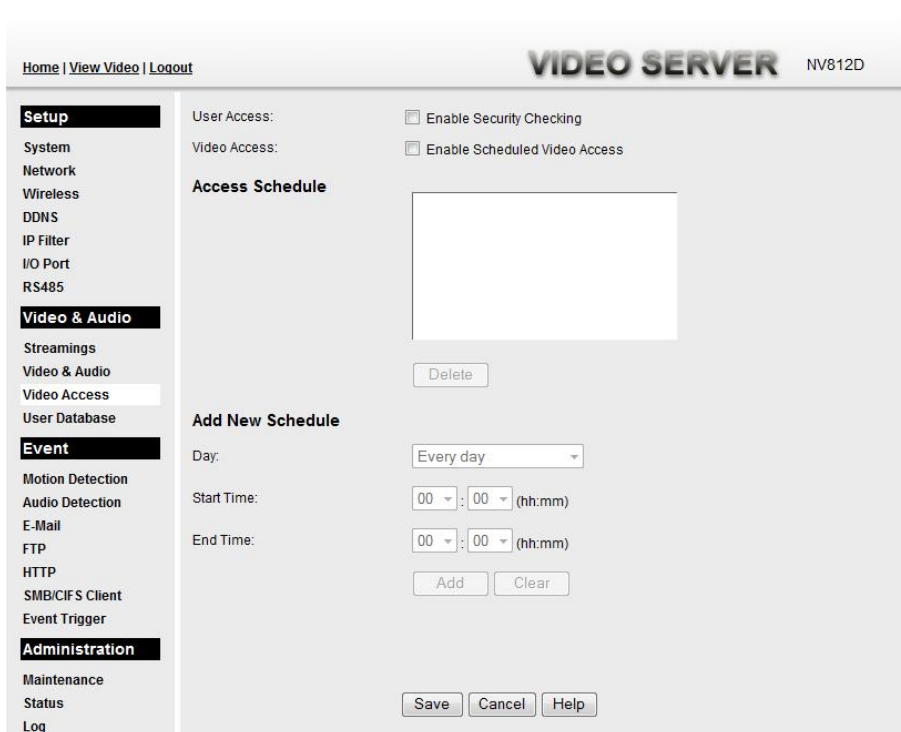 Home | View Video | Logout
VIDEO SERVER NV812D
Setup
System
Network
Wireless
DDNS
IP Filter
I/O Port
RS485
Video & Audio
Streamings
Video & Audio
Video Access
User Database
Event
Motion Detection
Audio Detection
E-Mail
FTP
HTTP
SMB/CIFS Client
Event Trigger
Administration
Maintenance
Status
Log
User Access: Enable Security Checking
Video Access: Enable Scheduled Video Access
Access Schedule
Delete
Add New Schedule
Day: Every day
Start Time: 00 : 00 (hh:mm)
End Time: 00 : 00 (hh:mm)
Add Clear
Save Cancel Help